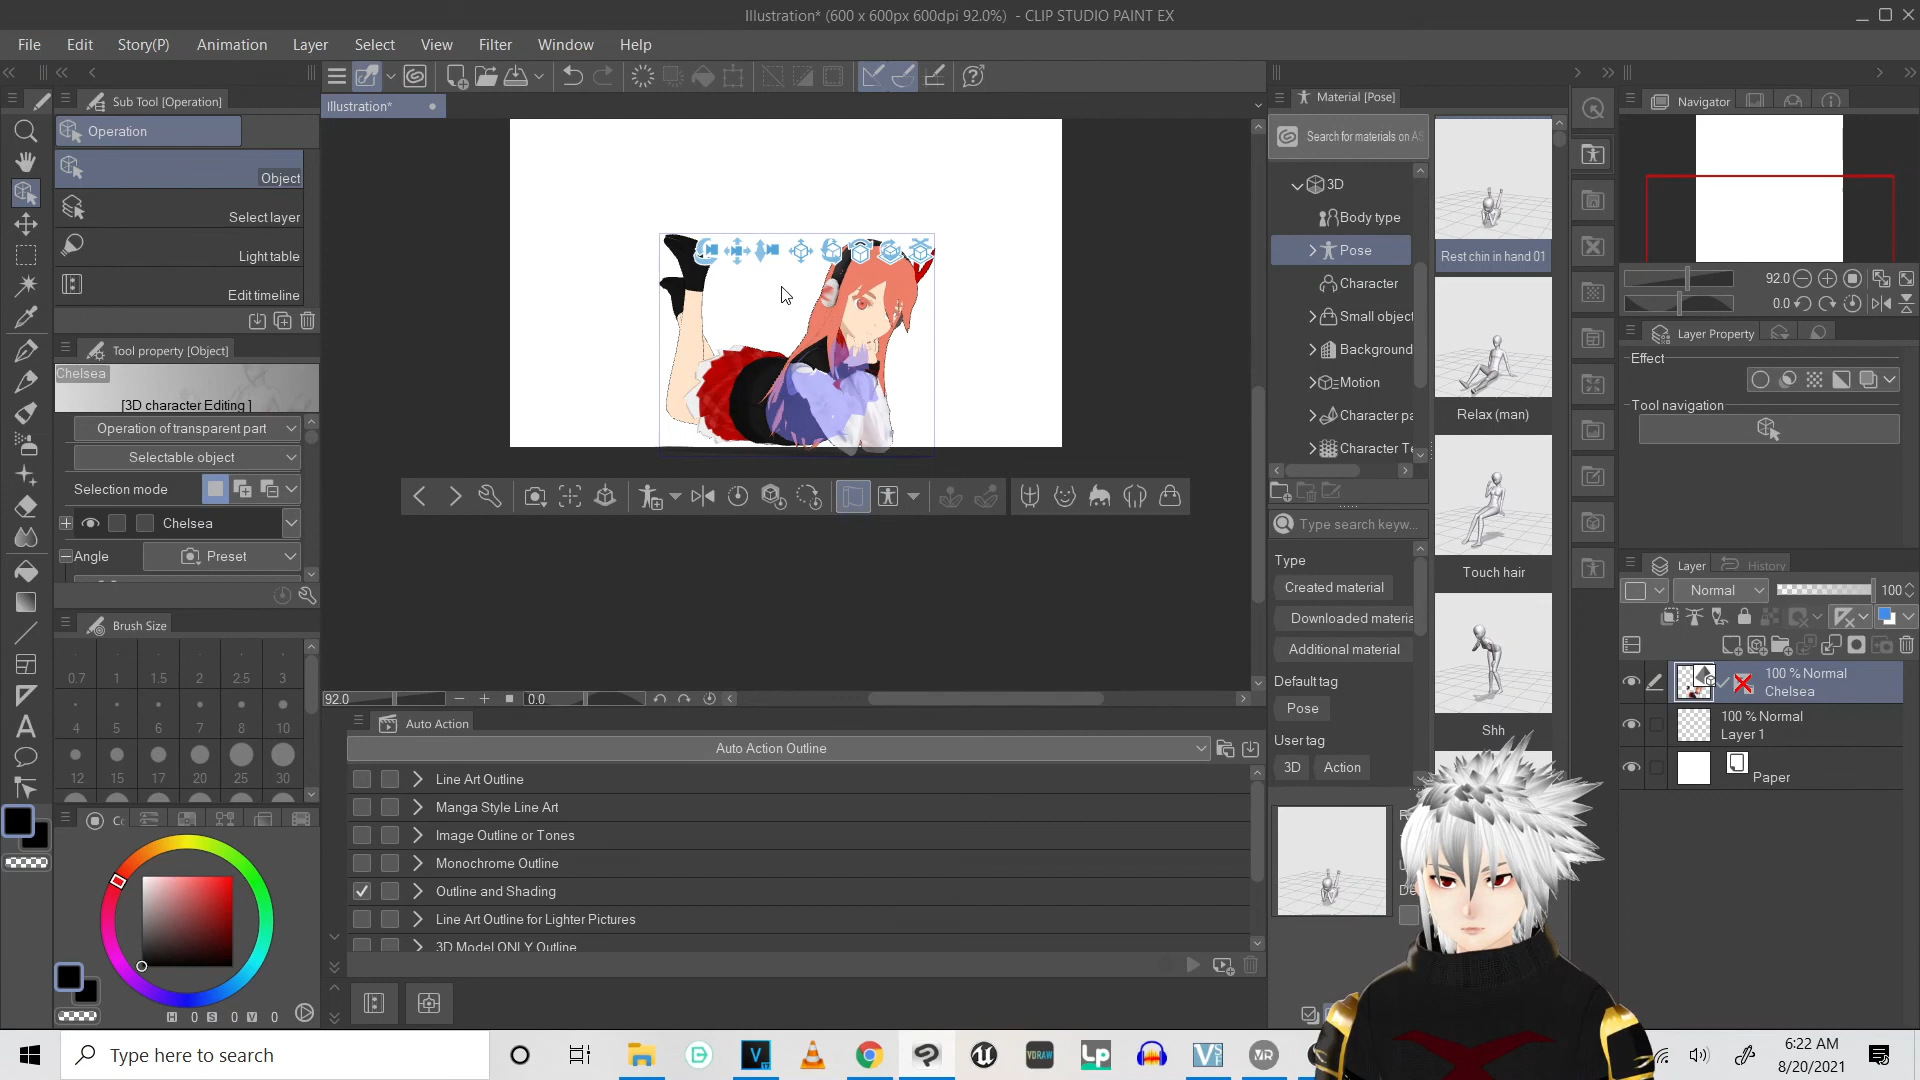 Illustration* (600 x 600px 600dpi 92.0%)  - CLIP STUDIO PAINT EX
File Edit Story(P) Animation Layer Select View Filter Window Help
Sub Tool [Operation]
Operation
Object
Select layer
Light table
Edit timeline
Tool property [Object]
Chelsea
[3D character Editing ]
Operation of transparent part
Selectable object
Selection mode
Chelsea
Angle
Preset
Brush Size
0.7 1 1.5 2 2.5 3
4 5 6 7 8 10
12 15 17 20 25 30
H 0 S 0 V 0
Illustration*
92.0
0.0
Auto Action
Auto Action Outline
Line Art Outline
Manga Style Line Art
Image Outline or Tones
Monochrome Outline
Outline and Shading
Line Art Outline for Lighter Pictures
3D Model ONLY Outline
Material [Pose]
Search for materials on AS
3D
Body type
Pose
Character
Small object
Background
Motion
Character pa
Character Te
Type search keyw...
Type
Created material
Downloaded materia
Additional material
Default tag
Pose
User tag
3D Action
Rest chin in hand 01
Relax (man)
Touch hair
Shh
Navigator
92.0
0.0
Layer Property
Effect
Tool navigation
Layer
History
Normal
100
100 % Normal
Chelsea
100 % Normal
Layer 1
Paper
Type here to search
6:22 AM
8/20/2021